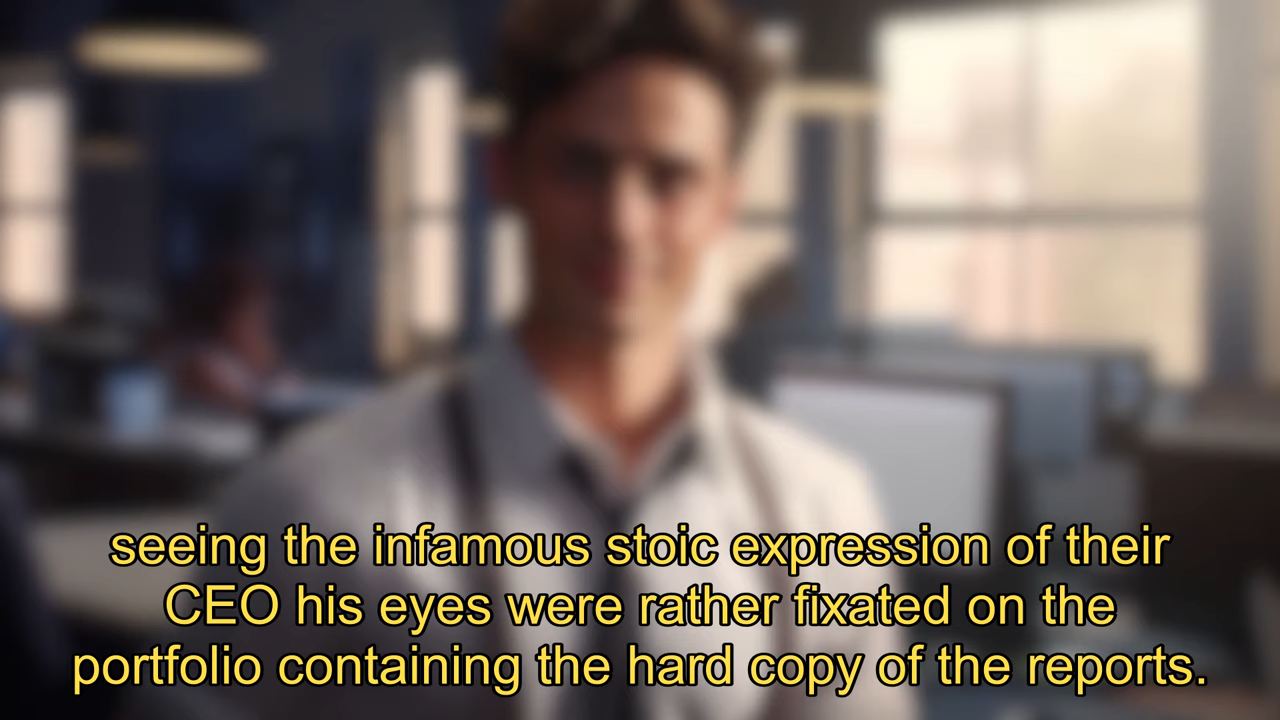 seeing the infamous stoic expression of their
CEO his eyes were rather fixated on the
portfolio containing the hard copy of the reports.